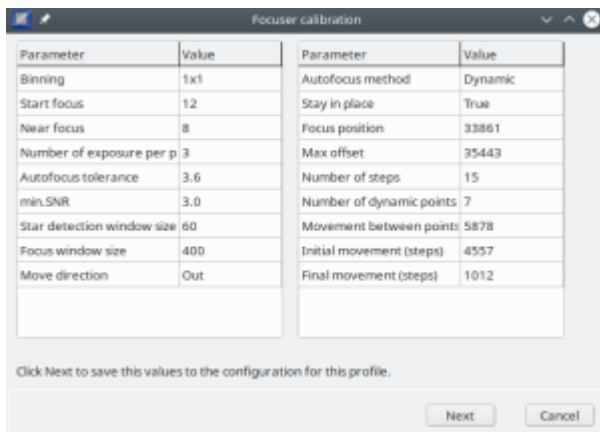 Focuser calibration
Parameter Value
Binning 1x1
Start focus 12
Near focus 8
Number of exposure per p 3
Autofocus tolerance 3.6
min.SNR 3.0
Star detection window size 60
Focus window size 400
Move direction Out
Parameter Value
Autofocus method Dynamic
Stay in place True
Focus position 33861
Max offset 35443
Number of steps 15
Number of dynamic points 7
Movement between points 5878
Initial movement (steps) 4557
Final movement (steps) 1012
Click Next to save this values to the configuration for this profile.
Next Cancel